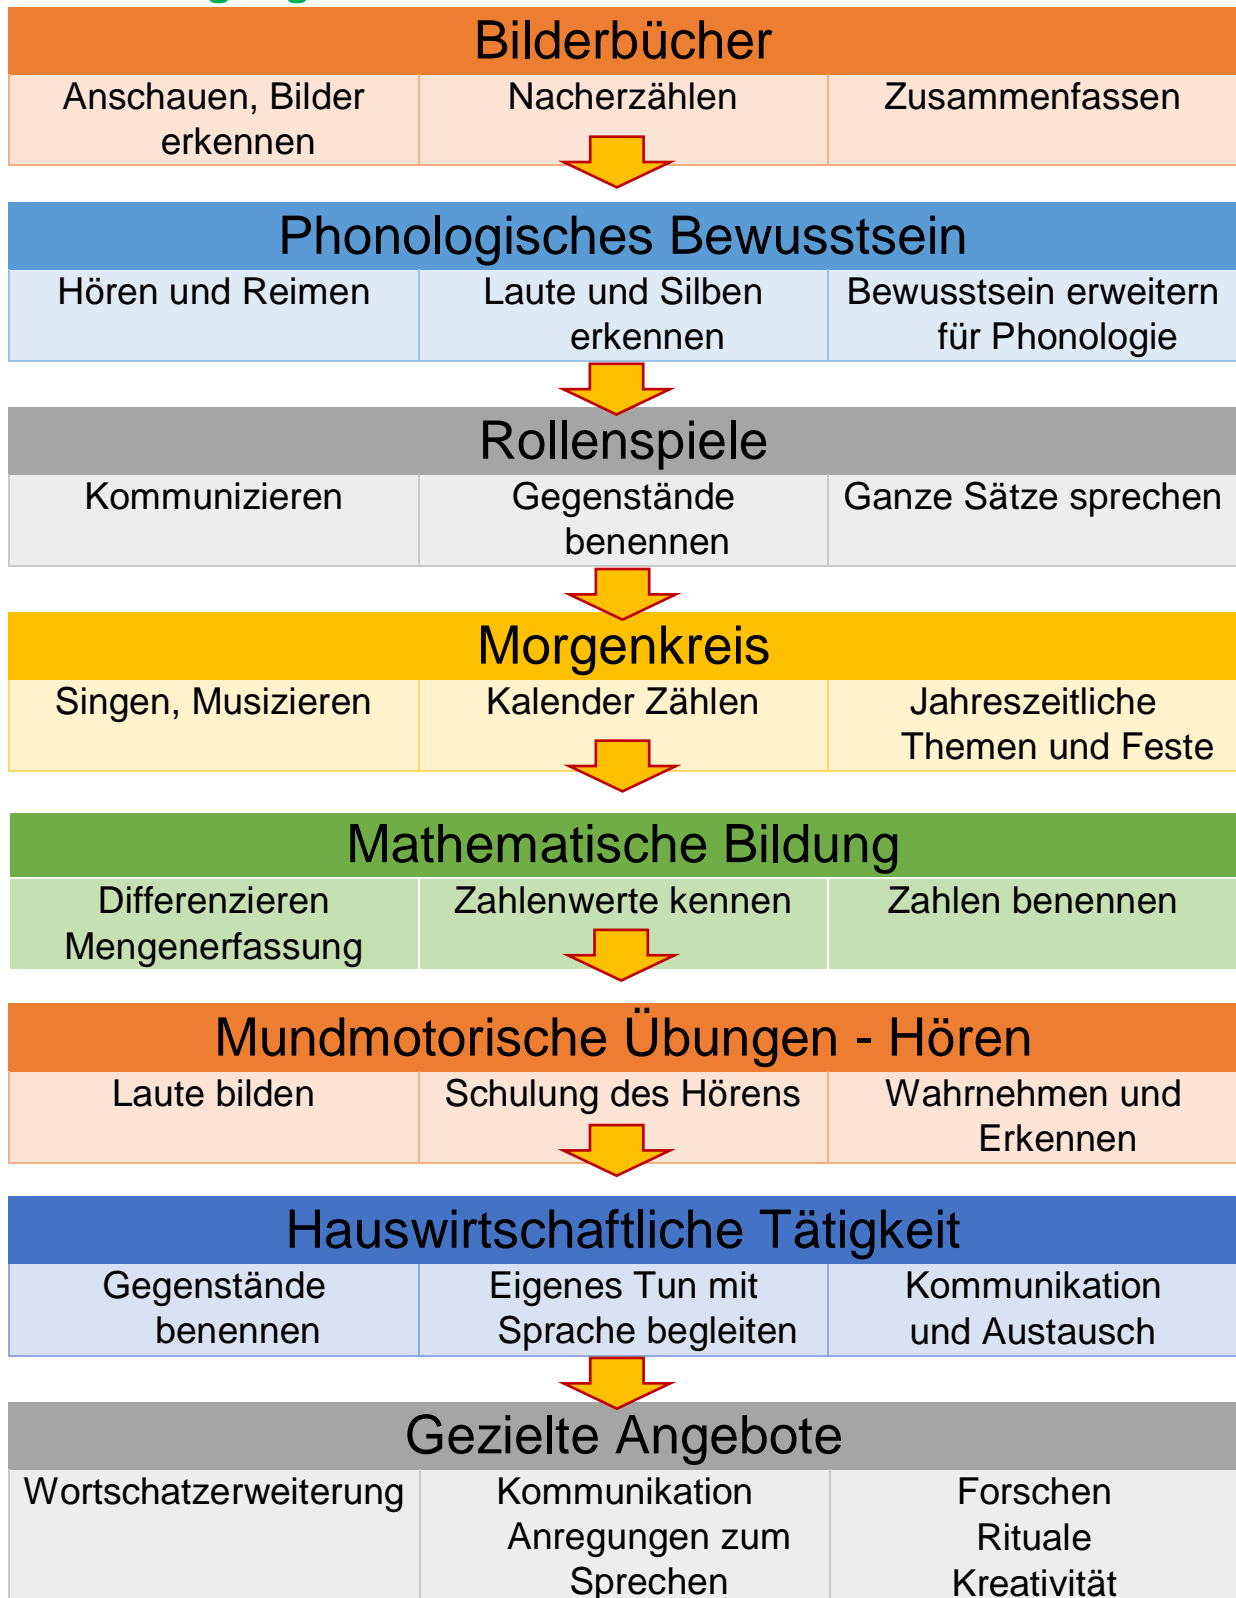 Bilderbücher
Anschauen, Bilder
erkennen
Nacherzählen
Zusammenfassen
Phonologisches Bewusstsein
Hören und Reimen
Laute und Silben
erkennen
Bewusstsein erweitern
für Phonologie
Rollenspiele
Kommunizieren
Gegenstände
benennen
Ganze Sätze sprechen
Morgenkreis
Singen, Musizieren
Kalender Zählen
Jahreszeitliche
Themen und Feste
Mathematische Bildung
Differenzieren
Mengenerfassung
Zahlenwerte kennen
Zahlen benennen
Mundmotorische Übungen - Hören
Laute bilden
Schulung des Hörens
Wahrnehmen und
Erkennen
Hauswirtschaftliche Tätigkeit
Gegenstände
benennen
Eigenes Tun mit
Sprache begleiten
Kommunikation
und Austausch
Gezielte Angebote
Wortschatzerweiterung
Kommunikation
Anregungen zum
Sprechen
Forschen
Rituale
Kreativität